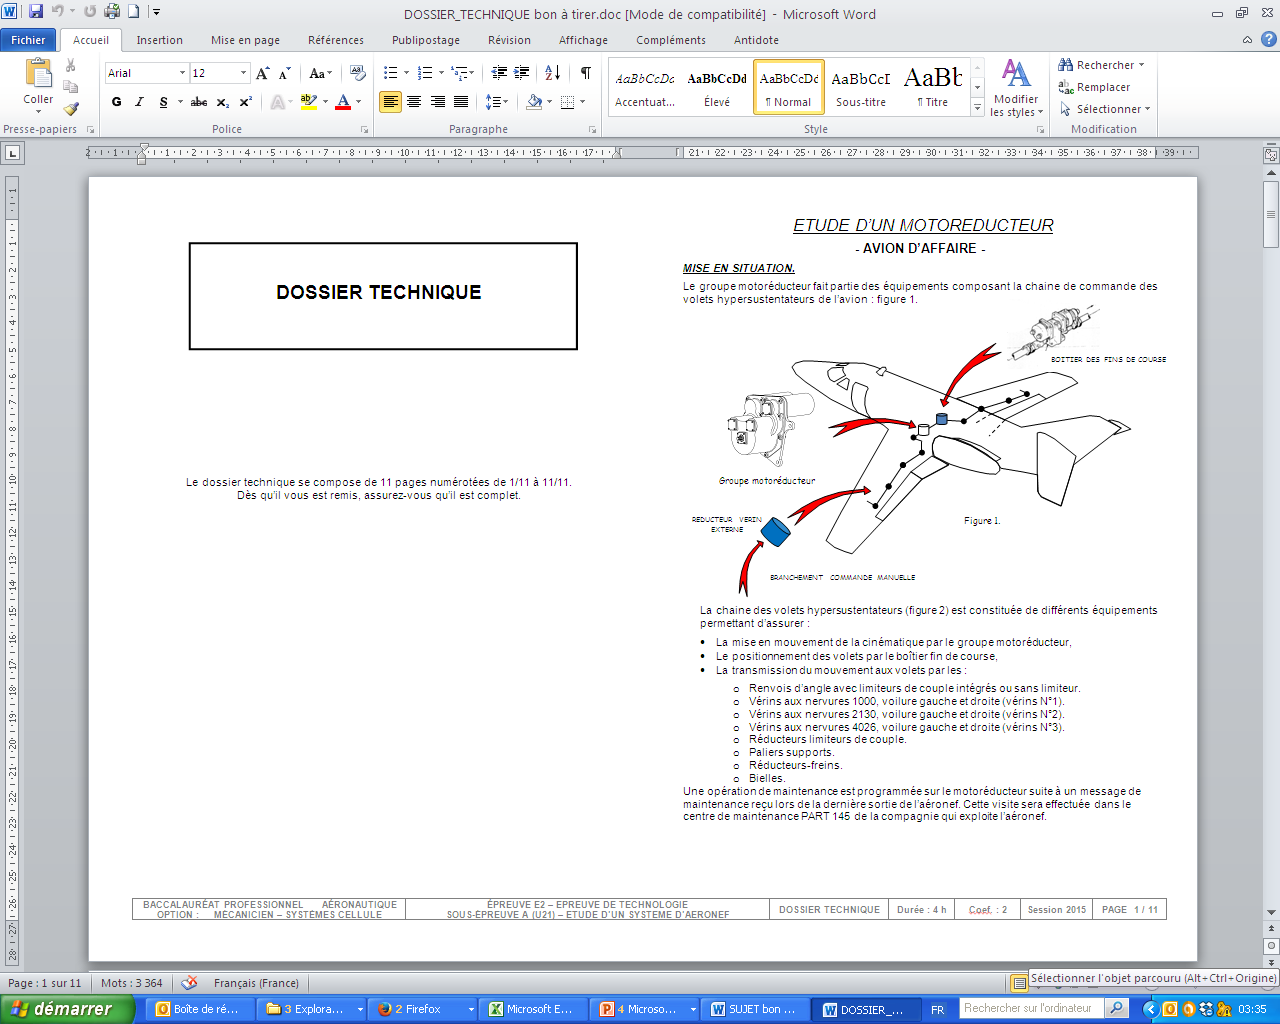 DOSSIER_TECHNIQUE bon à tirer.doc [Mode de compatibilité] - Microsoft Word
Fichier Accueil Insertion Mise en page Références Publipostage Révision Affichage Compléments Antidote
Coller
Arial 12
G I S abc x₂ x²
AaBbCcDc AaBbCcDd AaBbCcDd AaBbCcI AaBb
Accentuat... Élevé ¶ Normal Sous-titre ¶ Titre
Modifier les styles
Rechercher
Remplacer
Sélectionner
Presse-papiers Police Paragraphe Style Modification
DOSSIER TECHNIQUE
Le dossier technique se compose de 11 pages numérotées de 1/11 à 11/11.
Dès qu'il vous est remis, assurez-vous qu'il est complet.
ETUDE D'UN MOTOREDUCTEUR
- AVION D'AFFAIRE -
MISE EN SITUATION.
Le groupe motoréducteur fait partie des équipements composant la chaine de commande des
volets hypersustentateurs de l'avion : figure 1.
BOITIER DES FINS DE COURSE
Groupe motoréducteur
REDUCTEUR VERIN
EXTERNE
Figure 1.
BRANCHEMENT COMMANDE MANUELLE
La chaine des volets hypersustentateurs (figure 2) est constituée de différents équipements
permettant d'assurer :
• La mise en mouvement de la cinématique par le groupe motoréducteur,
• Le positionnement des volets par le boîtier fin de course,
• La transmission du mouvement aux volets par les :
o Renvois d'angle avec limiteurs de couple intégrés ou sans limiteur.
o Vérins aux nervures 1000, voilure gauche et droite (vérins N°1).
o Vérins aux nervures 2130, voilure gauche et droite (vérins N°2).
o Vérins aux nervures 4026, voilure gauche et droite (vérins N°3).
o Réducteurs limiteurs de couple.
o Paliers supports.
o Réducteurs-freins.
o Bielles.
Une opération de maintenance est programmée sur le motoréducteur suite à un message de
maintenance reçu lors de la dernière sortie de l'aéronef. Cette visite sera effectuée dans le
centre de maintenance PART 145 de la compagnie qui exploite l'aéronef.
BACCALAURÉAT PROFESSIONNEL AÉRONAUTIQUE
OPTION : MÉCANICIEN – SYSTÈMES CELLULE
ÉPREUVE E2 – EPREUVE DE TECHNOLOGIE
SOUS-ÉPREUVE A (U21) – ETUDE D'UN SYSTEME D'AERONEF
DOSSIER TECHNIQUE Durée : 4 h Coef. : 2 Session 2015 PAGE 1 / 11
Page : 1 sur 11 Mots : 3 364 Français (France)
Sélectionner l'objet parcouru (Alt+Ctrl+Origine)
démarrer Boîte de ré... 3 Explora... 2 Firefox Microsoft E... 4 Microso... SUJET bon ... DOSSIER_... FR Rechercher sur l'ordinateur 03:35